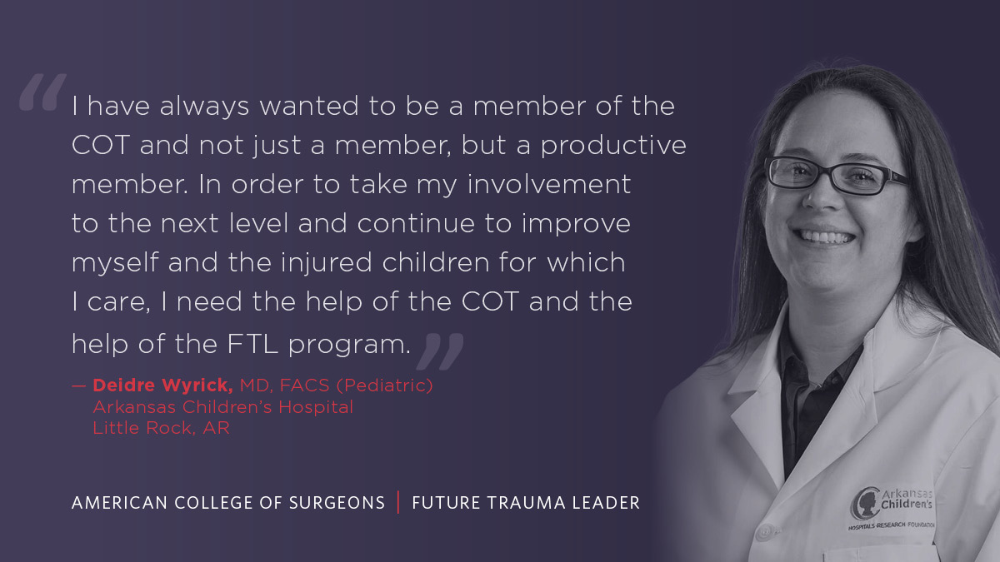 “I have always wanted to be a member of the
COT and not just a member, but a productive
member. In order to take my involvement
to the next level and continue to improve
myself and the injured children for which
I care, I need the help of the COT and the
help of the FTL program.”
— Deidre Wyrick, MD, FACS (Pediatric)
Arkansas Children’s Hospital
Little Rock, AR
AMERICAN COLLEGE OF SURGEONS | FUTURE TRAUMA LEADER
Arkansas
Children's
HOSPITALS·RESEARCH·FOUNDATION